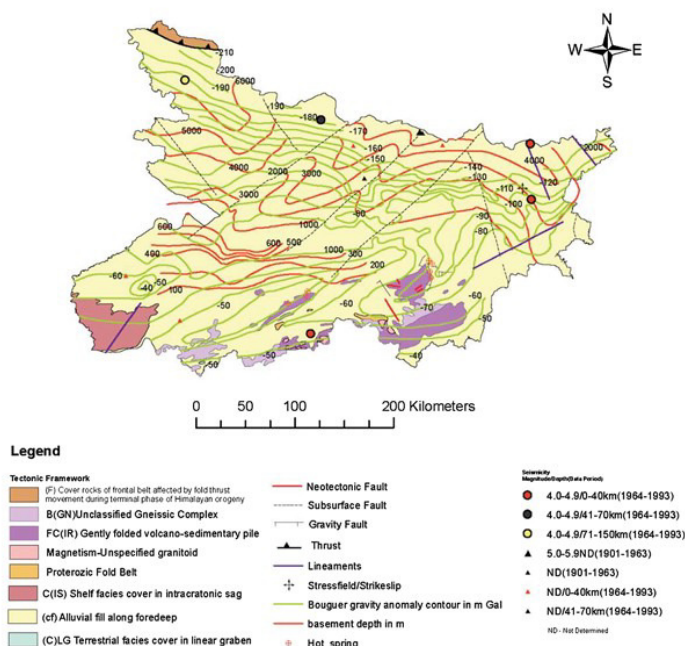 N
W E
S
-210
-200
-190
6000
-190
-180
5000
-170
-160
-150
4000
2000
3000
3000
-140
-130
4000
2000
-120
-110
-100
-90
-80
-80
1000
600
600
500
1000
300
200
400
-60
-50
-40
100
-50
-60
-70
-60
-50
-50
-50
-40
0 50 100 200 Kilometers
Legend
Tectonic Framework
(F) Cover rocks of frontal belt affected by fold thrust
movement during terminal phase of Himalayan orogeny
B(GN)Unclassified Gneissic Complex
FC(IR) Gently folded volcano-sedimentary pile
Magnetism-Unspecified granitoid
Proterozic Fold Belt
C(IS) Shelf facies cover in intracratonic sag
(cf) Alluvial fill along foredeep
(C)LG Terrestrial facies cover in linear graben
Neotectonic Fault
Subsurface Fault
Gravity Fault
Thrust
Lineaments
Stressfield/Strikeslip
Bouguer gravity anomaly contour in m Gal
basement depth in m
Hot spring
Seismicity
Magnitude/Depth(Data Period)
4.0-4.9/0-40km(1964-1993)
4.0-4.9/41-70km(1964-1993)
4.0-4.9/71-150km(1964-1993)
5.0-5.9ND(1901-1963)
ND(1901-1963)
ND/0-40km(1964-1993)
ND/41-70km(1964-1993)
ND - Not Determined